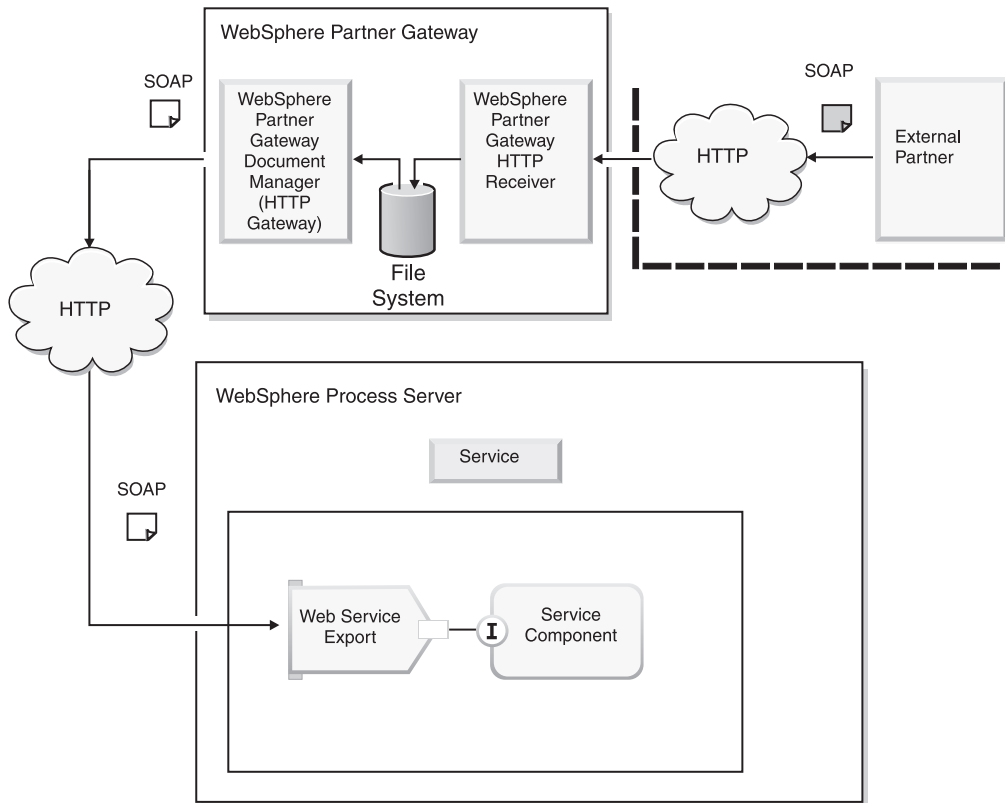 WebSphere Partner Gateway
SOAP
WebSphere
Partner
Gateway
Document
Manager
(HTTP
Gateway)
WebSphere
Partner
Gateway
HTTP
Receiver
File
System
HTTP
SOAP
External
Partner
HTTP
WebSphere Process Server
Service
SOAP
Web Service
Export
I
Service
Component